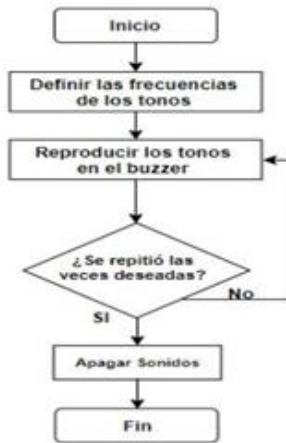 Inicio
Definir las frecuencias
de los tonos
Reproducir los tonos
en el buzzer
¿Se repitió las
veces deseadas?
No
SI
Apagar Sonidos
Fin